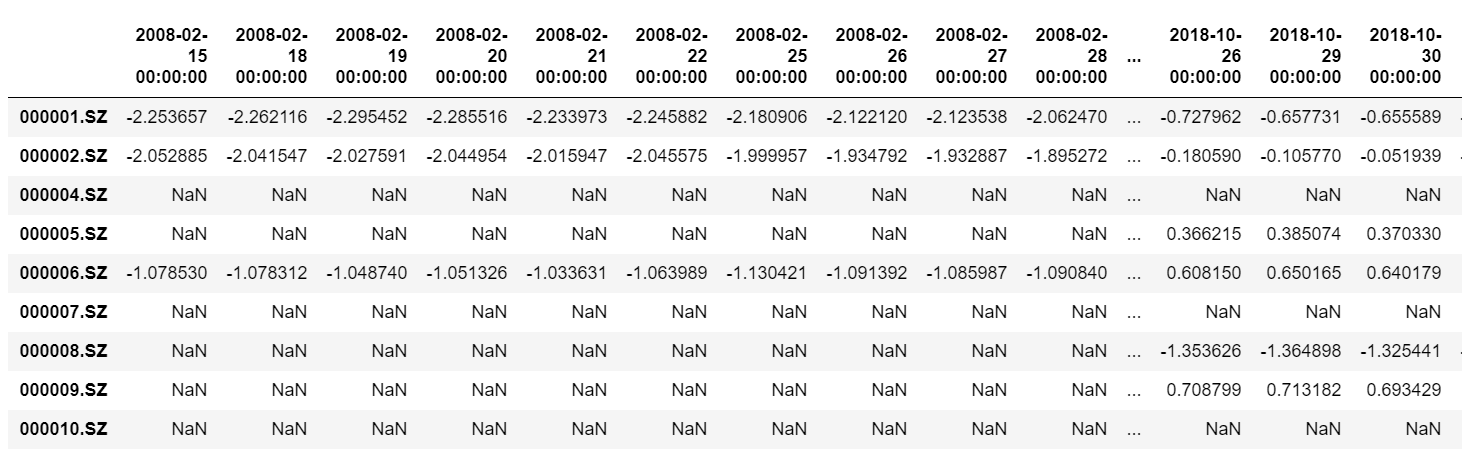 2008-02- 2008-02- 2008-02- 2008-02- 2008-02- 2008-02- 2008-02- 2008-02- 2008-02- 2008-02- 2018-10- 2018-10- 2018-10-
15 18 19 20 21 22 25 26 27 28 ... 26 29 30
00:00:00 00:00:00 00:00:00 00:00:00 00:00:00 00:00:00 00:00:00 00:00:00 00:00:00 00:00:00 00:00:00 00:00:00 00:00:00
000001.SZ -2.253657 -2.262116 -2.295452 -2.285516 -2.233973 -2.245882 -2.180906 -2.122120 -2.123538 -2.062470 ... -0.727962 -0.657731 -0.655589
000002.SZ -2.052885 -2.041547 -2.027591 -2.044954 -2.015947 -2.045575 -1.999957 -1.934792 -1.932887 -1.895272 ... -0.180590 -0.105770 -0.051939
000004.SZ NaN NaN NaN NaN NaN NaN NaN NaN NaN NaN ... NaN NaN NaN
000005.SZ NaN NaN NaN NaN NaN NaN NaN NaN NaN NaN ... 0.366215 0.385074 0.370330
000006.SZ -1.078530 -1.078312 -1.048740 -1.051326 -1.033631 -1.063989 -1.130421 -1.091392 -1.085987 -1.090840 ... 0.608150 0.650165 0.640179
000007.SZ NaN NaN NaN NaN NaN NaN NaN NaN NaN NaN ... NaN NaN NaN
000008.SZ NaN NaN NaN NaN NaN NaN NaN NaN NaN NaN ... -1.353626 -1.364898 -1.325441
000009.SZ NaN NaN NaN NaN NaN NaN NaN NaN NaN NaN ... 0.708799 0.713182 0.693429
000010.SZ NaN NaN NaN NaN NaN NaN NaN NaN NaN NaN ... NaN NaN NaN